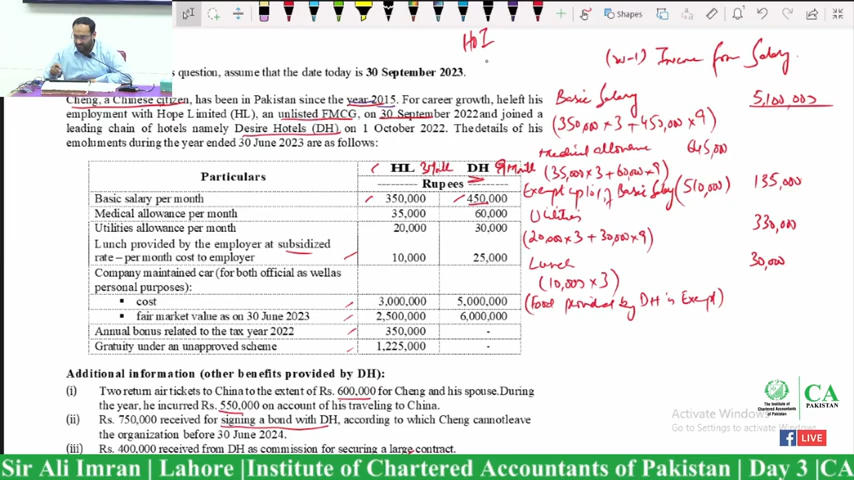 Shapes
HoI
(w-1) Income from Salary
s question, assume that the date today is 30 September 2023.
Cheng, a Chinese citizen, has been in Pakistan since the year 2015. For career growth, he left his
employment with Hope Limited (HL), an unlisted FMCG, on 30 September 2022 and joined a
leading chain of hotels namely Desire Hotels (DH), on 1 October 2022. The details of his
emoluments during the year ended 30 June 2023 are as follows:
Particulars HL 3 Month DH 9 Month
Rupees
Basic salary per month 350,000 450,000
Medical allowance per month 35,000 60,000
Utilities allowance per month 20,000 30,000
Lunch provided by the employer at subsidized
rate – per month cost to employer 10,000 25,000
Company maintained car (for both official as well as
personal purposes):
▪ cost 3,000,000 5,000,000
▪ fair market value as on 30 June 2023 2,500,000 6,000,000
Annual bonus related to the tax year 2022 350,000 -
Gratuity under an unapproved scheme 1,225,000 -
Additional information (other benefits provided by DH):
(i) Two return air tickets to China to the extent of Rs. 600,000 for Cheng and his spouse. During
the year, he incurred Rs. 550,000 on account of his traveling to China.
(ii) Rs. 750,000 received for signing a bond with DH, according to which Cheng cannot leave
the organization before 30 June 2024.
(iii) Rs. 400,000 received from DH as commission for securing a large contract.
Basic Salary 5,100,000
(350,000 x 3 + 450,000 x 9)
Medical allowance 645,000
(35,000 x 3 + 60,000 x 9)
Exempt up to 10% of Basic Salary (510,000) 135,000
Utilities 330,000
(20,000 x 3 + 30,000 x 9)
Lunch 30,000
(10,000 x 3)
(Food provided by DH is Exempt)
The Institute of
Chartered Accountants
of Pakistan
CA
PAKISTAN
Activate Windows
Go to Settings to activate Windows
f LIVE
Sir Ali Imran | Lahore |Institute of Chartered Accountants of Pakistan | Day 3 |CA